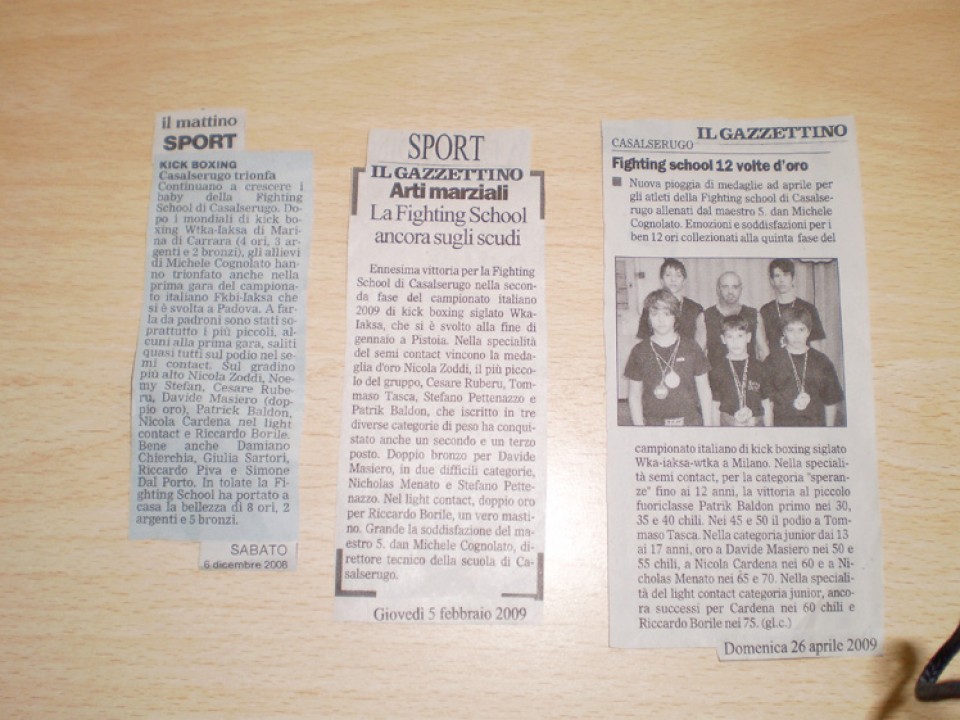 il mattino
SPORT
KICK BOXING
Casalserugo trionfa
Continuano a crescere i
baby della Fighting
School di Casalserugo. Do-
po i mondiali di kick bo-
xing Wtka-Iaksa di Mari-
na di Carrara (4 ori, 3 ar-
genti e 2 bronzi), gli allievi
di Michele Cognolato han-
no trionfato anche nella
prima gara del campiona-
to italiano Fkbi-Iaksa che
si è svolta a Padova. A far-
la da padroni sono stati so-
prattutto i più piccoli, al-
cuni alla prima gara, saliti
quasi tutti sul podio nel se-
mi contact. Sul gradino
più alto Nicola Zoddi, Noe-
my Stefan, Cesare Rube-
ru, Davide Masiero (dop-
pio oro), Patrick Baldon,
Nicola Cardena nel light
contact e Riccardo Borile.
Bene anche Damiano
Chierchia, Giulia Sartori,
Riccardo Piva e Simone
Dal Porto. In tolate la Fi-
ghting School ha portato a
casa la bellezza di 8 ori, 2
argenti e 5 bronzi.
SABATO
6 dicembre 2008
SPORT
IL GAZZETTINO
Arti marziali
La Fighting School
ancora sugli scudi
Ennesima vittoria per la Fighting
School di Casalserugo nella secon-
da fase del campionato italiano
2009 di kick boxing siglato Wka-
Iaksa, che si è svolto alla fine di
gennaio a Pistoia. Nella specialità
del semi contact vincono la meda-
glia d'oro Nicola Zoddi, il più picco-
lo del gruppo, Cesare Ruberu, Tom-
maso Tasca, Stefano Pettenazzo e
Patrik Baldon, che iscritto in tre
diverse categorie di peso ha conqui-
stato anche un secondo e un terzo
posto. Doppio bronzo per Davide
Masiero, in due difficili categorie,
Nicholas Menato e Stefano Pette-
nazzo. Nel light contact, doppio oro
per Riccardo Borile, un vero masti-
no. Grande la soddisfazione del ma-
estro 5. dan Michele Cognolato, di-
rettore tecnico della scuola di Ca-
salserugo.
Giovedì 5 febbraio 2009
IL GAZZETTINO
CASALSERUGO
Fighting school 12 volte d'oro
Nuova pioggia di medaglie ad aprile per
gli atleti della Fighting school di Casalse-
rugo allenati dal maestro 5. dan Michele
Cognolato. Emozioni e soddisfazioni per i
ben 12 ori collezionati alla quinta fase del
campionato italiano di kick boxing siglato
Wka-iaksa-wtka a Milano. Nella speciali-
tà semi contact, per la categoria "speran-
ze" fino ai 12 anni, la vittoria al piccolo
fuoriclasse Patrik Baldon primo nei 30,
35 e 40 chili. Nei 45 e 50 il podio a Tom-
maso Tasca. Nella categoria junior dai 13
ai 17 anni, oro a Davide Masiero nei 50 e
55 chili, a Nicola Cardena nei 60 e a Ni-
cholas Menato nei 65 e 70. Nella speciali-
tà del light contact categoria junior, anco-
ra successi per Cardena nei 60 chili e
Riccardo Borile nei 75. (gl.c.)
Domenica 26 aprile 2009